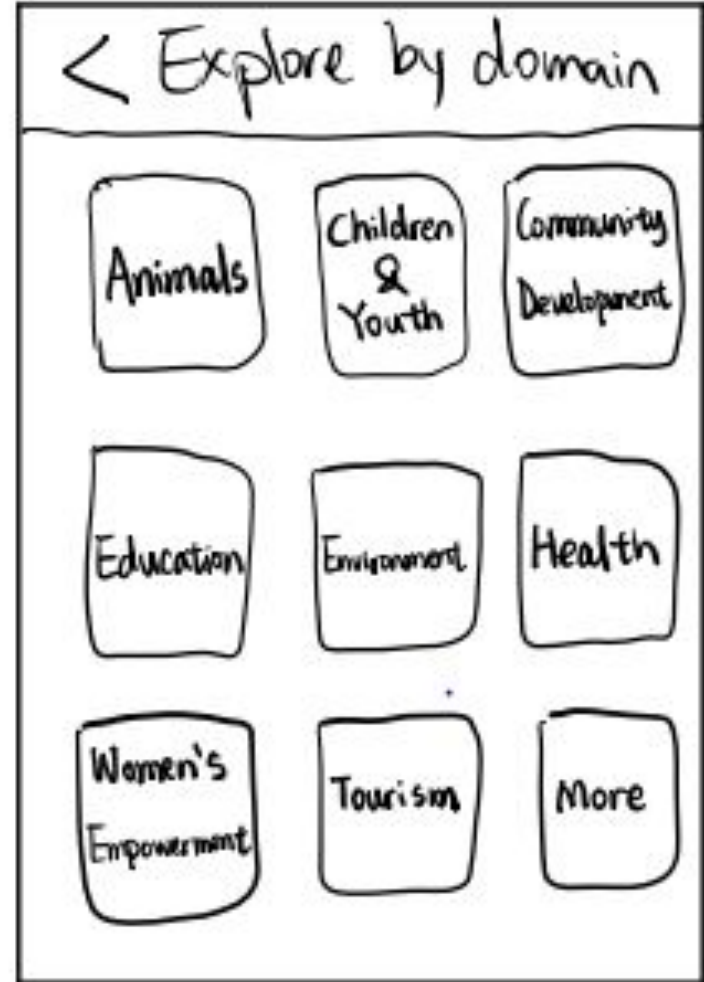 < Explore by domain
Animals
Children
&
Youth
Community
Development
Education
Environment
Health
Women's
Empowerment
Tourism
More